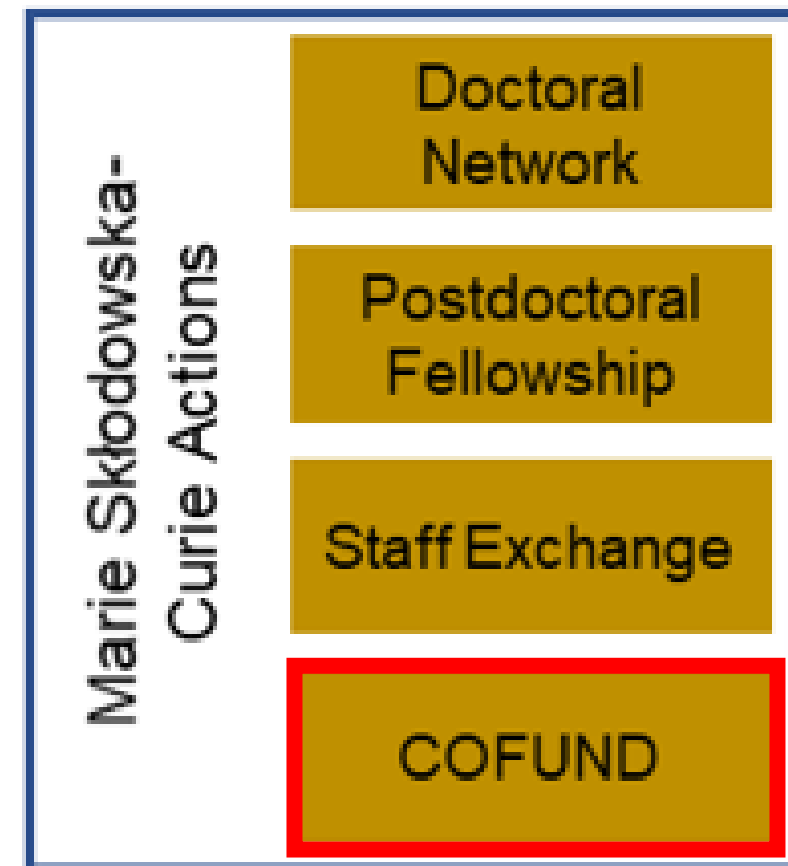 Marie Skłodowska-
Curie Actions
Doctoral
Network
Postdoctoral
Fellowship
Staff Exchange
COFUND